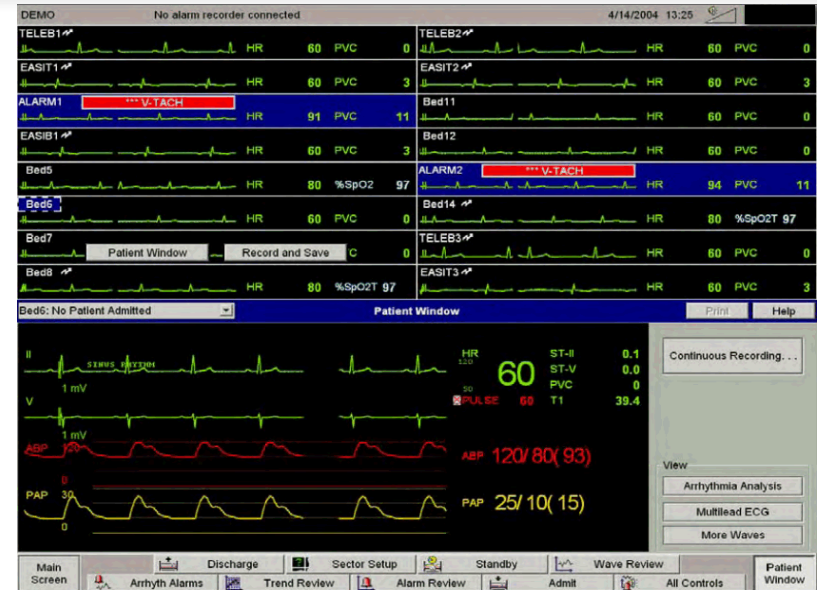 DEMO No alarm recorder connected 4/14/2004 13:25
TELEB1 HR 60 PVC 0
TELEB2 HR 60 PVC 0
EASIT1 HR 60 PVC 3
EASIT2 HR 60 PVC 3
ALARM1 *** V-TACH HR 91 PVC 11
Bed11 HR 60 PVC 0
EASIB1 HR 60 PVC 3
Bed12 HR 60 PVC 0
Bed5 HR 80 %SpO2 97
ALARM2 *** V-TACH HR 94 PVC 11
Bed6 HR 60 PVC 0
Bed14 HR 80 %SpO2T 97
Bed7 Patient Window Record and Save C 0
TELEB3 HR 60 PVC 0
Bed8 HR 80 %SpO2T 97
EASIT3 HR 60 PVC 3
Bed6: No Patient Admitted Patient Window Print Help
II SINUS RHYTHM 1 mV
HR 120 50 60
ST-II 0.1
ST-V 0.0
PVC 0
PULSE 60 T1 39.4
V 1 mV
ABP 120 0 ABP 120/80(93)
PAP 30 0 PAP 25/10(15)
Continuous Recording...
View
Arrhythmia Analysis
Multilead ECG
More Waves
Main Screen Discharge Sector Setup Standby Wave Review Patient Window
Arrhyth Alarms Trend Review Alarm Review Admit All Controls